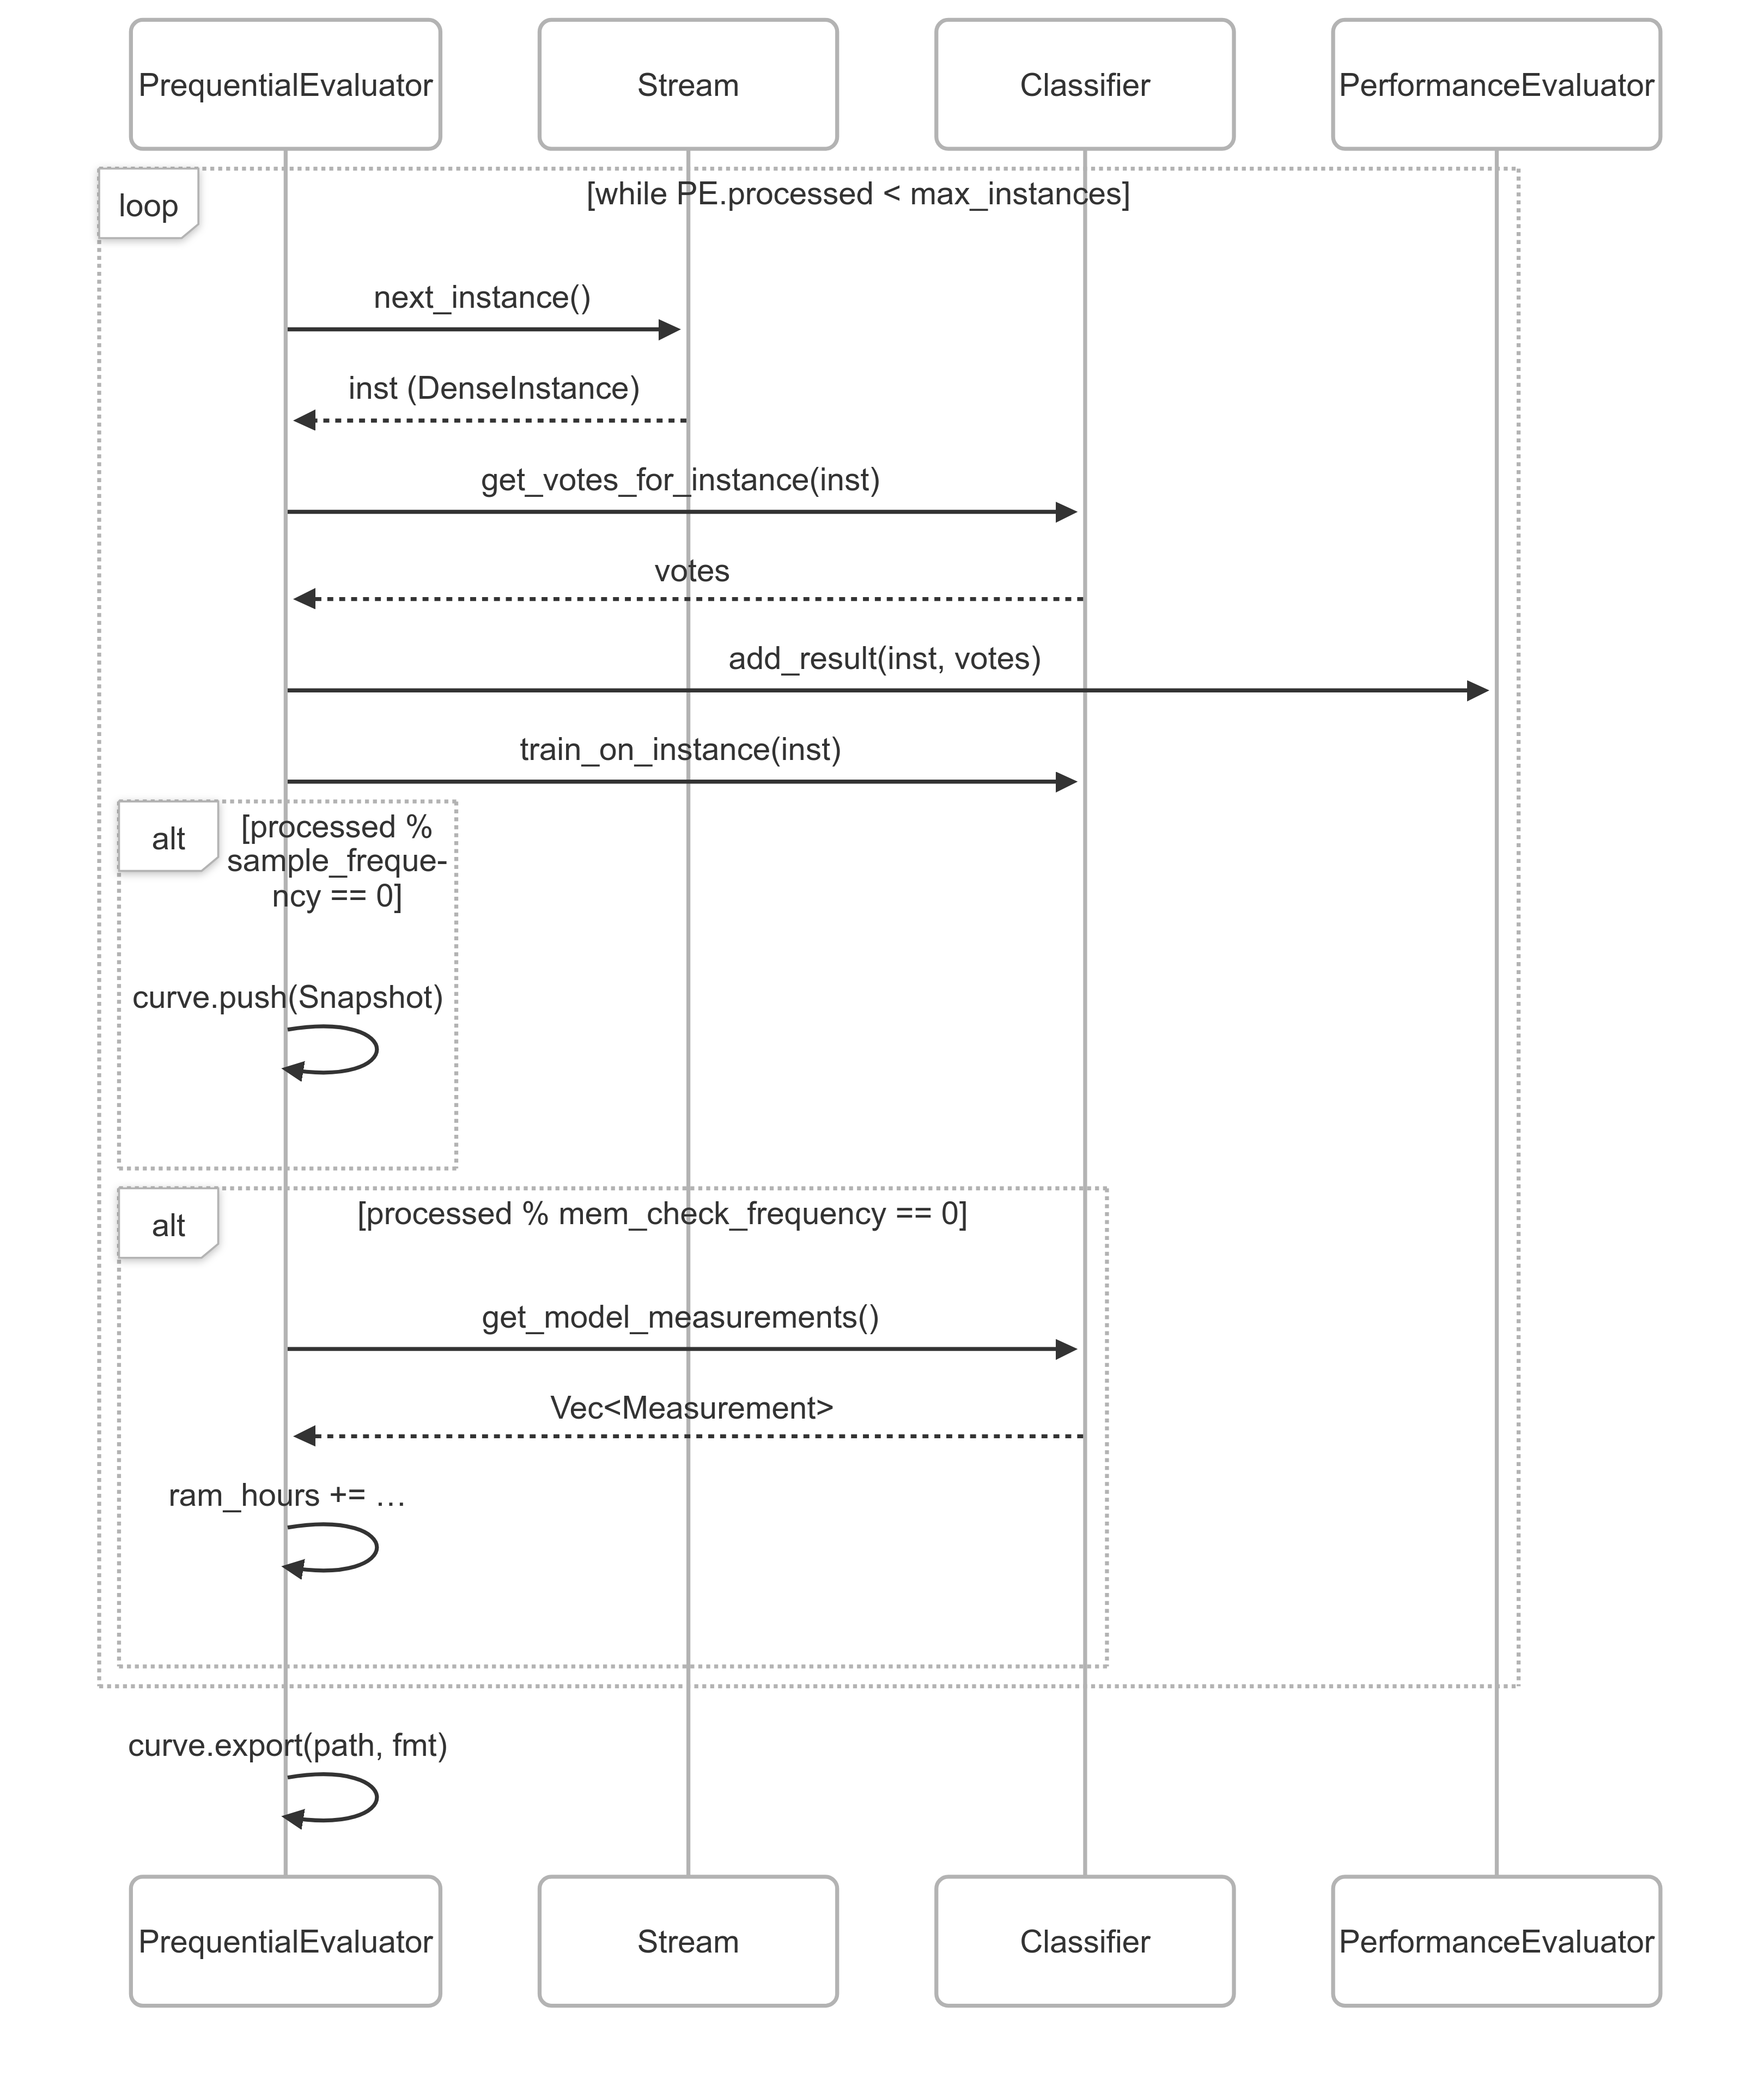 PrequentialEvaluator
Stream
Classifier
PerformanceEvaluator
loop
[while PE.processed < max_instances]
next_instance()
inst (DenseInstance)
get_votes_for_instance(inst)
votes
add_result(inst, votes)
train_on_instance(inst)
alt
[processed %
sample_freque-
ncy == 0]
curve.push(Snapshot)
alt
[processed % mem_check_frequency == 0]
get_model_measurements()
Vec<Measurement>
ram_hours += …
curve.export(path, fmt)
PrequentialEvaluator
Stream
Classifier
PerformanceEvaluator